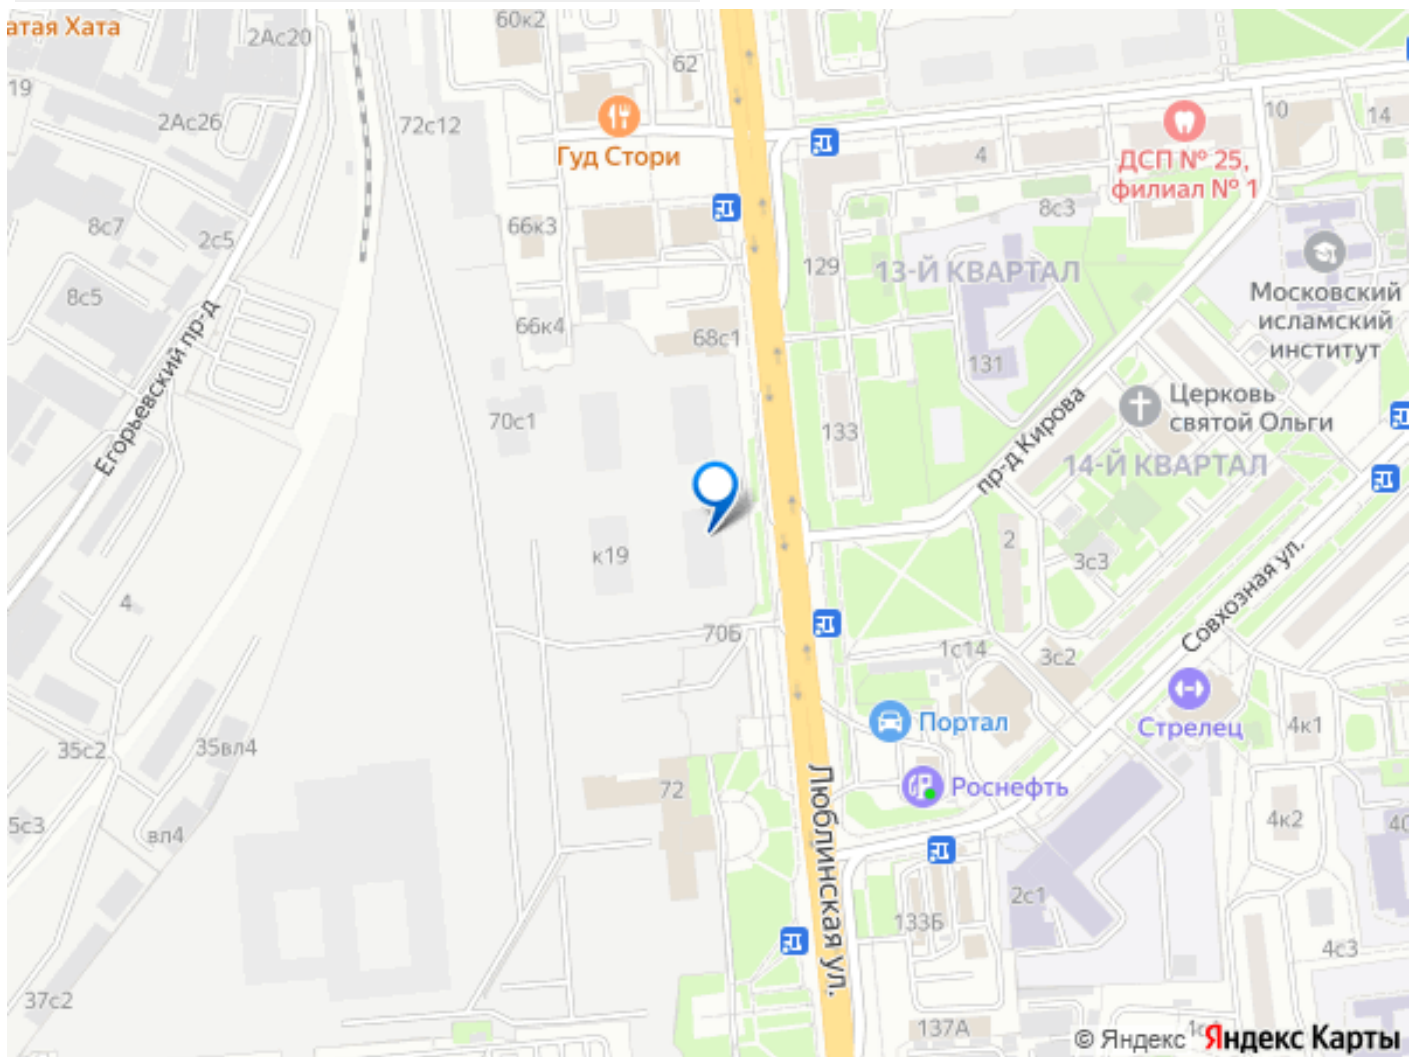 атая Хата
2Ас20
60к2
62
19
2Ас26
72с12
Гуд Стори
10
14
4
ДСП № 25,
филиал № 1
8с3
8с7
2с5
66к3
129
13-Й КВАРТАЛ
Московский
исламский
институт
8с5
66к4
68с1
131
Егорьевский пр-д
70с1
133
пр-д Кирова
Церковь
святой Ольги
14-Й КВАРТАЛ
к19
2
3с3
Совхозная ул.
4
70Б
1с14
3с2
Портал
Стрелец
4к1
35с2
35вл4
72
Роснефть
Люблинская ул.
5с3
вл4
4к2
40
2с1
133Б
4с3
37с2
137А
© Яндекс
Яндекс Карты